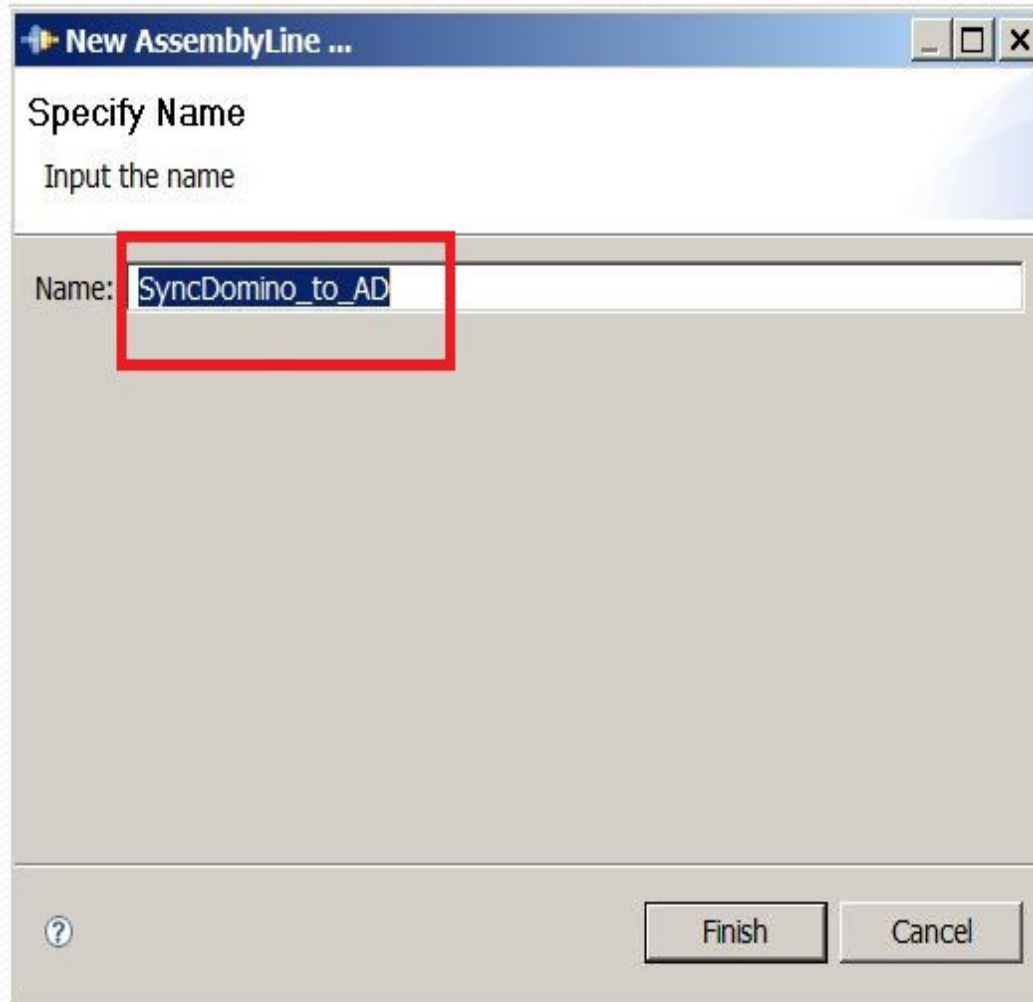 New AssemblyLine ...
Specify Name
Input the name
Name: SyncDomino_to_AD
? Finish Cancel